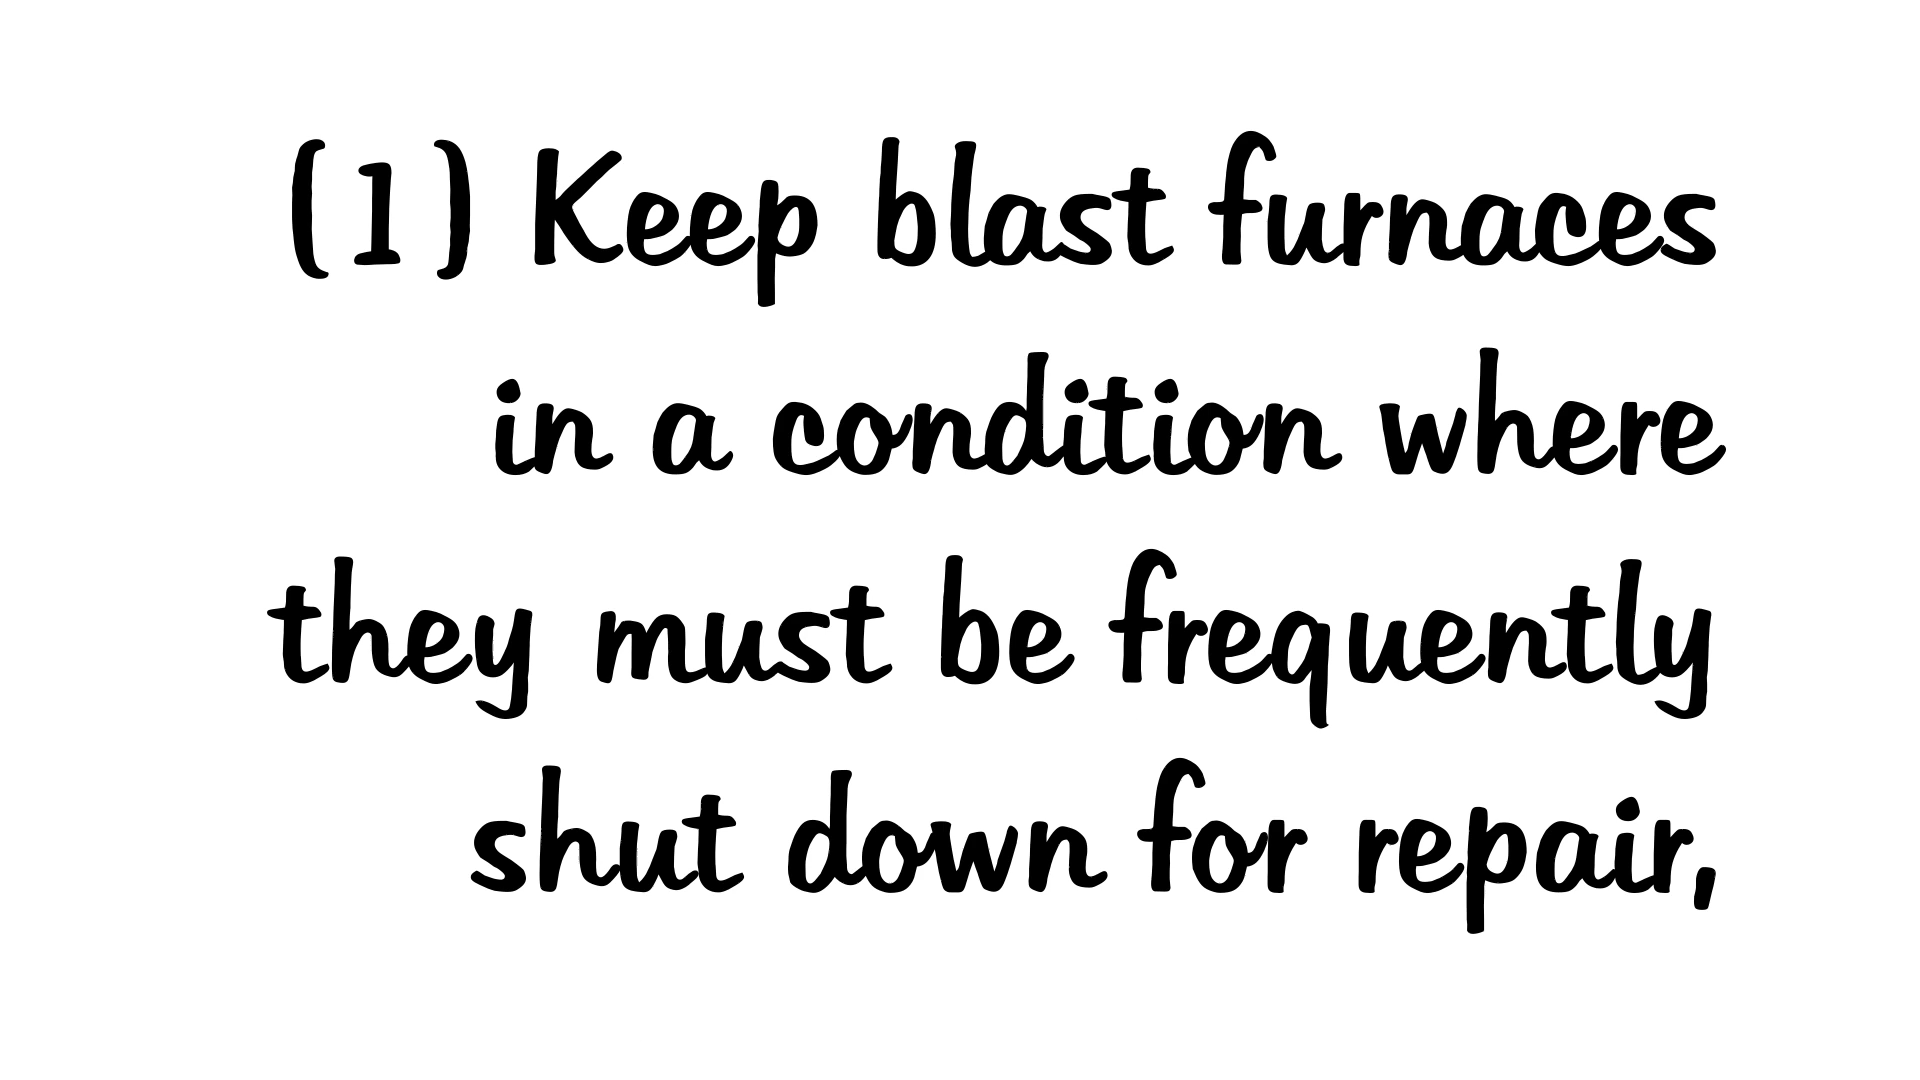 (1) Keep blast furnaces
in a condition where
they must be frequently
shut down for repair,